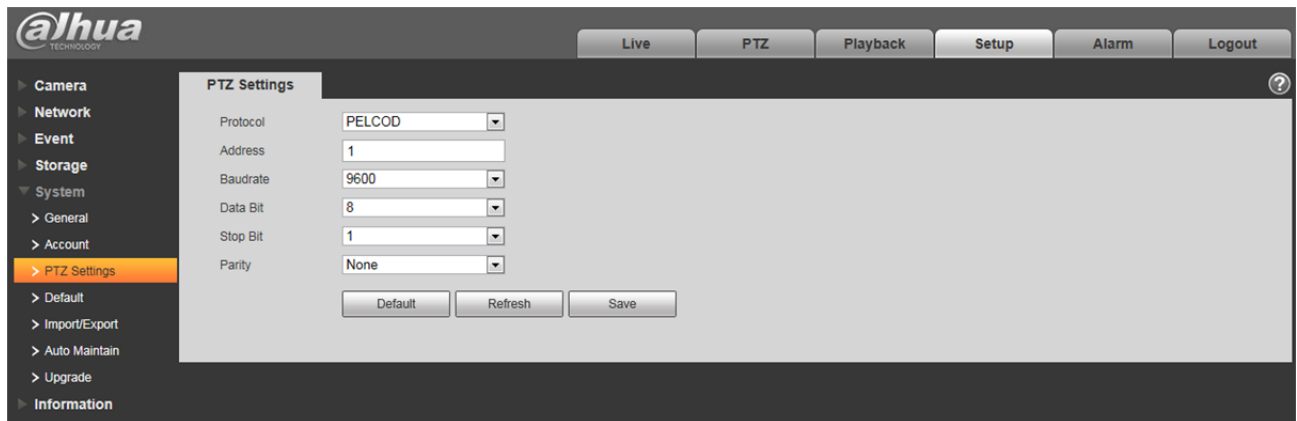 alhua
TECHNOLOGY
Live PTZ Playback Setup Alarm Logout
Camera
Network
Event
Storage
System
> General
> Account
> PTZ Settings
> Default
> Import/Export
> Auto Maintain
> Upgrade
Information
PTZ Settings
?
Protocol PELCOD
Address 1
Baudrate 9600
Data Bit 8
Stop Bit 1
Parity None
Default Refresh Save